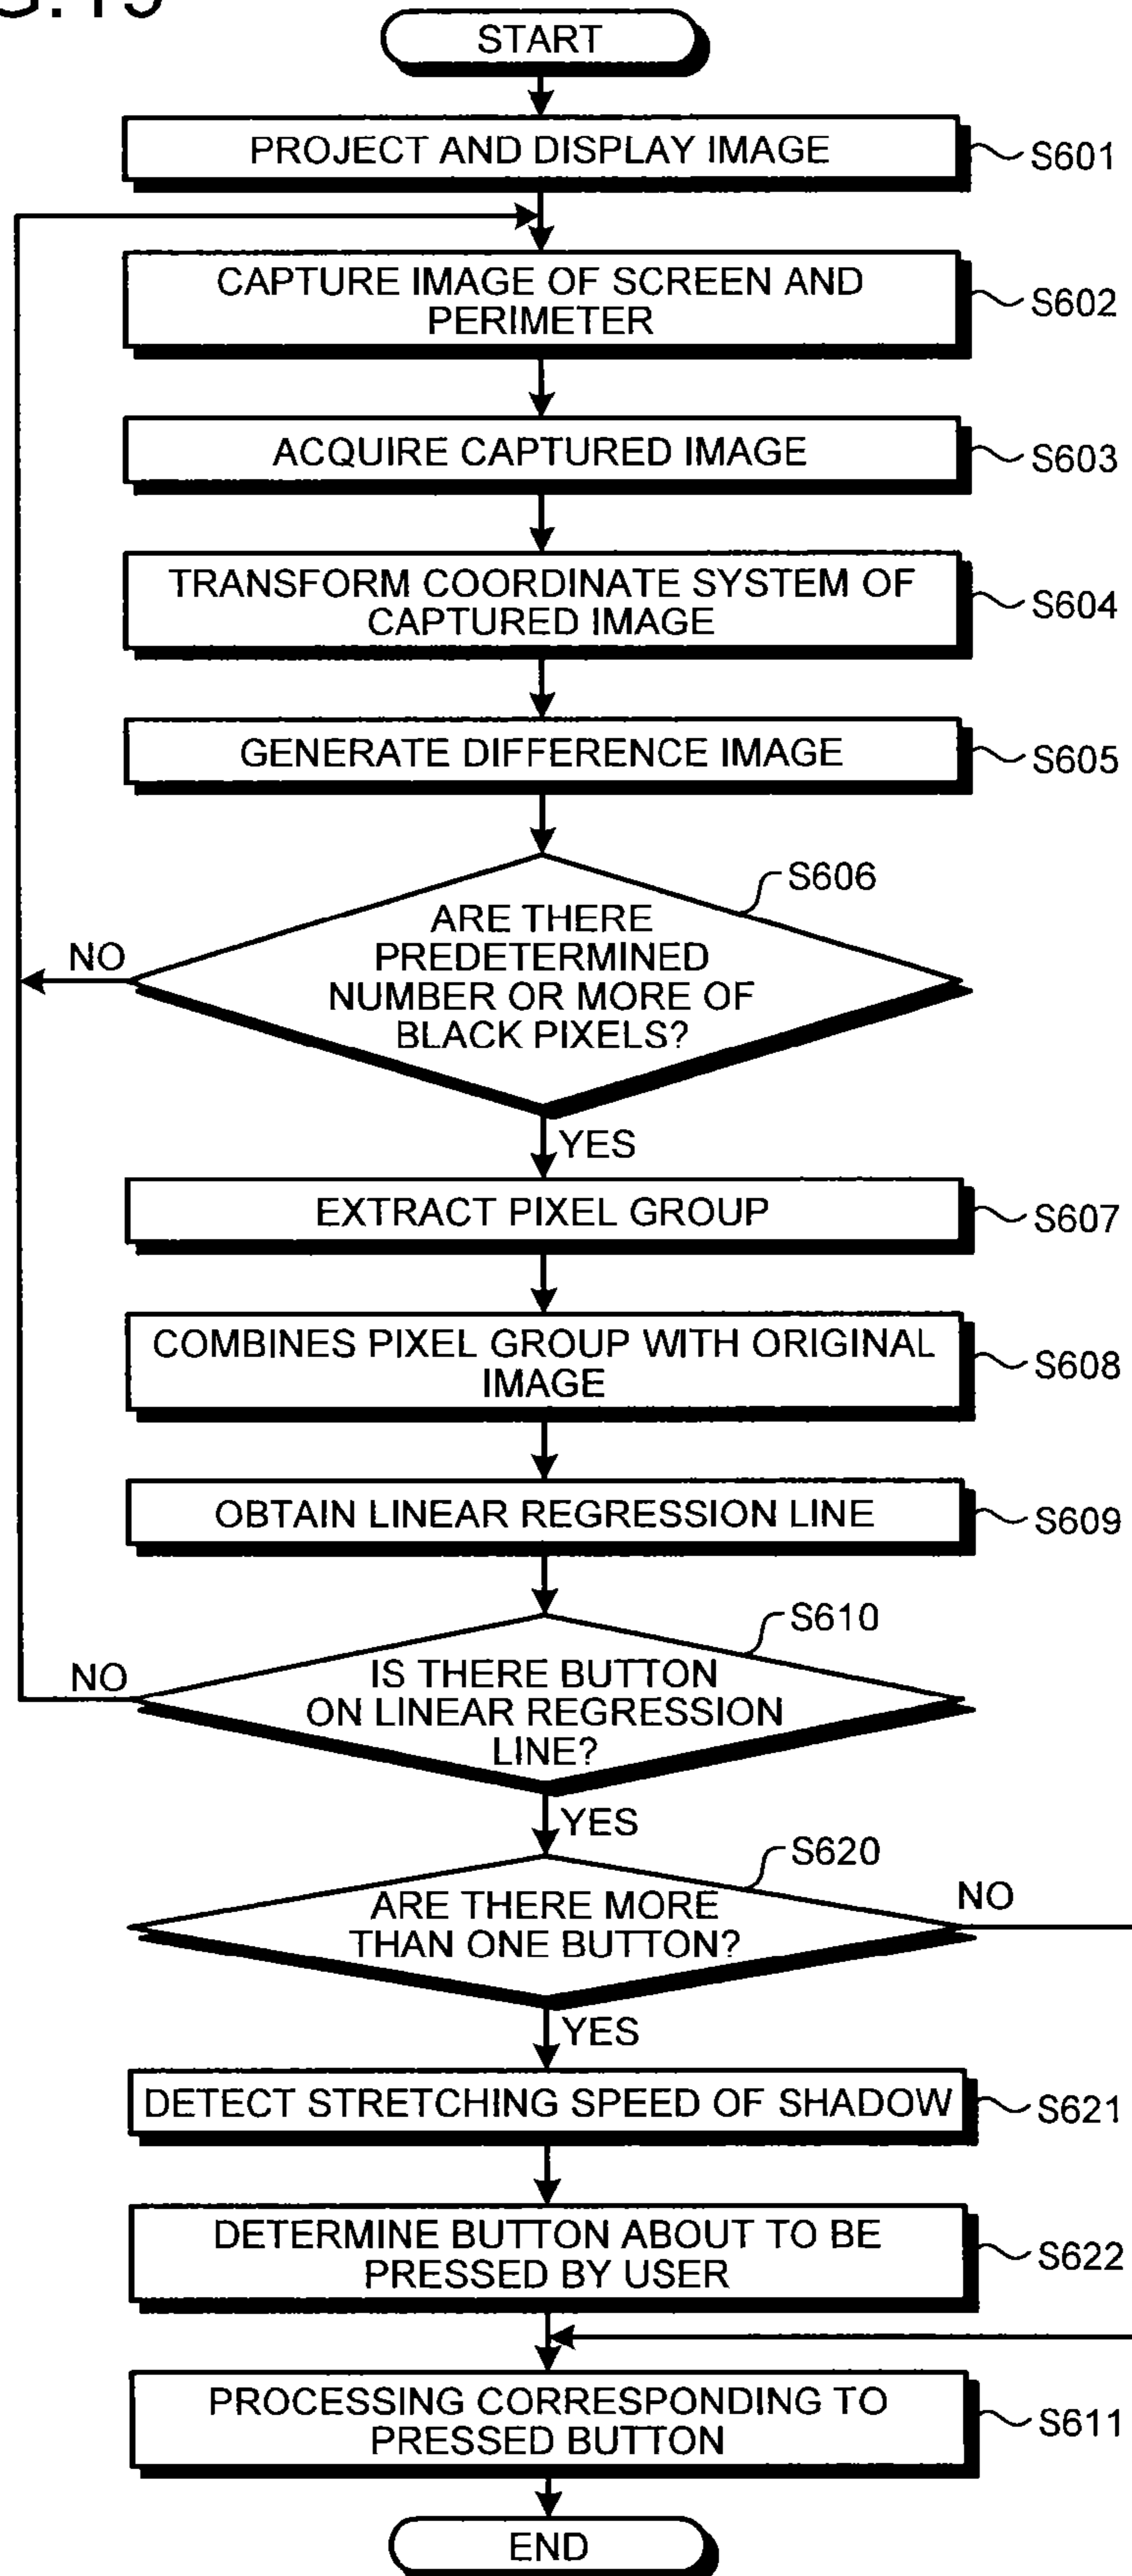 START
PROJECT AND DISPLAY IMAGE
S601
CAPTURE IMAGE OF SCREEN AND
PERIMETER
S602
ACQUIRE CAPTURED IMAGE
S603
TRANSFORM COORDINATE SYSTEM OF
CAPTURED IMAGE
S604
GENERATE DIFFERENCE IMAGE
S605
S606
ARE THERE
PREDETERMINED
NUMBER OR MORE OF
BLACK PIXELS?
NO
YES
EXTRACT PIXEL GROUP
S607
COMBINES PIXEL GROUP WITH ORIGINAL
IMAGE
S608
OBTAIN LINEAR REGRESSION LINE
S609
S610
IS THERE BUTTON
ON LINEAR REGRESSION
LINE?
NO
YES
S620
ARE THERE MORE
THAN ONE BUTTON?
NO
YES
DETECT STRETCHING SPEED OF SHADOW
S621
DETERMINE BUTTON ABOUT TO BE
PRESSED BY USER
S622
PROCESSING CORRESPONDING TO
PRESSED BUTTON
S611
END